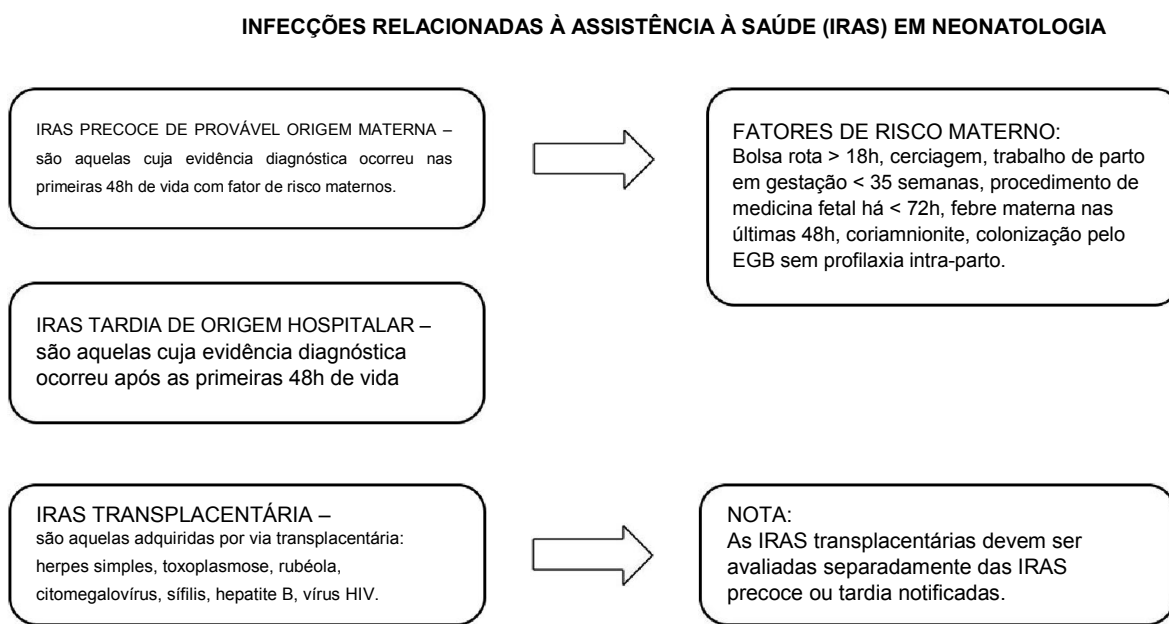 INFECÇÕES RELACIONADAS À ASSISTÊNCIA À SAÚDE (IRAS) EM NEONATOLOGIA
IRAS PRECOCE DE PROVÁVEL ORIGEM MATERNA –
são aquelas cuja evidência diagnóstica ocorreu nas
primeiras 48h de vida com fator de risco maternos.
FATORES DE RISCO MATERNO:
Bolsa rota > 18h, cerciagem, trabalho de parto
em gestação < 35 semanas, procedimento de
medicina fetal há < 72h, febre materna nas
últimas 48h, coriamnionite, colonização pelo
EGB sem profilaxia intra-parto.
IRAS TARDIA DE ORIGEM HOSPITALAR –
são aquelas cuja evidência diagnóstica
ocorreu após as primeiras 48h de vida
IRAS TRANSPLACENTÁRIA –
são aquelas adquiridas por via transplacentária:
herpes simples, toxoplasmose, rubéola,
citomegalovírus, sífilis, hepatite B, vírus HIV.
NOTA:
As IRAS transplacentárias devem ser
avaliadas separadamente das IRAS
precoce ou tardia notificadas.